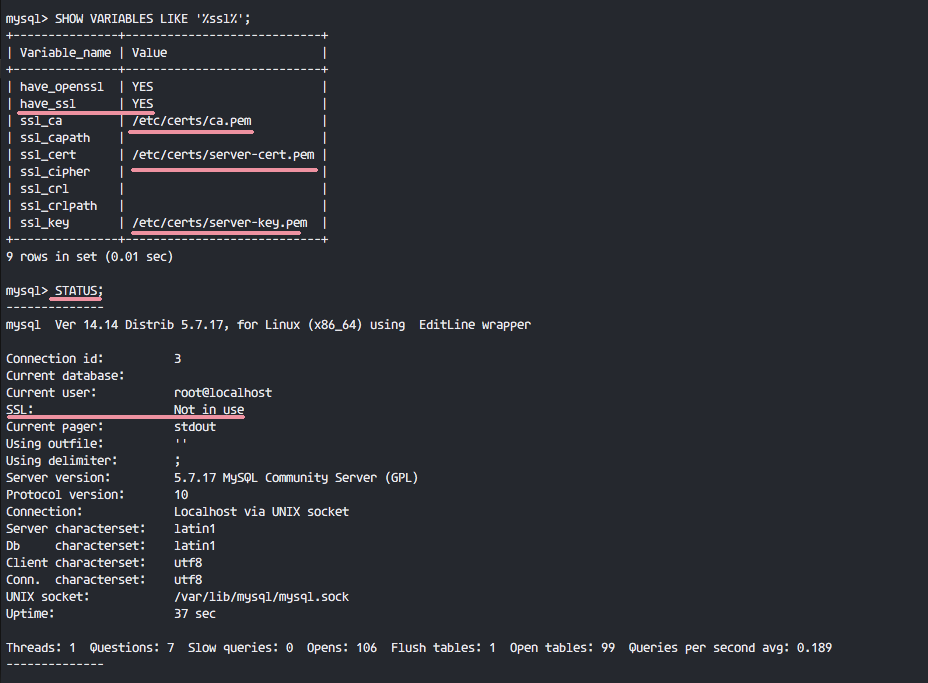 mysql> SHOW VARIABLES LIKE '%ssl%';
+---------------+----------------------------+
| Variable_name | Value                      |
+---------------+----------------------------+
| have_openssl  | YES                        |
| have_ssl      | YES                        |
| ssl_ca        | /etc/certs/ca.pem          |
| ssl_capath    |                            |
| ssl_cert      | /etc/certs/server-cert.pem |
| ssl_cipher    |                            |
| ssl_crl       |                            |
| ssl_crlpath   |                            |
| ssl_key       | /etc/certs/server-key.pem  |
+---------------+----------------------------+
9 rows in set (0.01 sec)

mysql> STATUS;
--------------
mysql  Ver 14.14 Distrib 5.7.17, for Linux (x86_64) using  EditLine wrapper

Connection id:          3
Current database:
Current user:           root@localhost
SSL:                    Not in use
Current pager:          stdout
Using outfile:          ''
Using delimiter:        ;
Server version:         5.7.17 MySQL Community Server (GPL)
Protocol version:       10
Connection:             Localhost via UNIX socket
Server characterset:    latin1
Db     characterset:    latin1
Client characterset:    utf8
Conn.  characterset:    utf8
UNIX socket:            /var/lib/mysql/mysql.sock
Uptime:                 37 sec

Threads: 1  Questions: 7  Slow queries: 0  Opens: 106  Flush tables: 1  Open tables: 99  Queries per second avg: 0.189
--------------